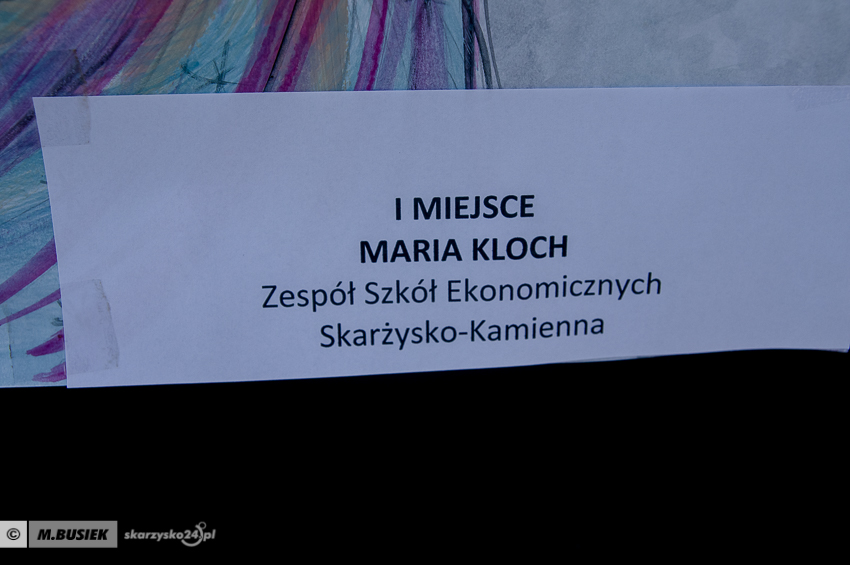 I MIEJSCE
MARIA KLOCH
Zespół Szkół Ekonomicznych
Skarżysko-Kamienna
© M.BUSIEK skarzysko24.pl